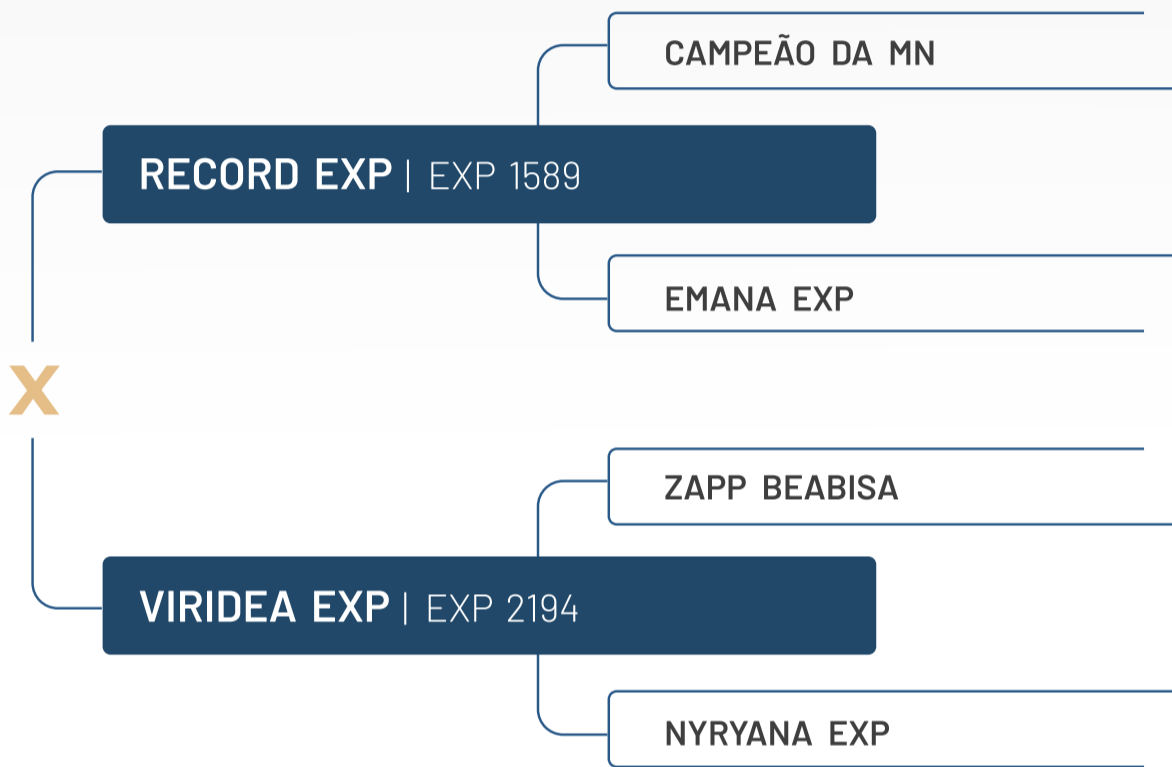 CAMPEÃO DA MN
RECORD EXP | EXP 1589
EMANA EXP
X
ZAPP BEABISA
VIRIDEA EXP | EXP 2194
NYRYANA EXP